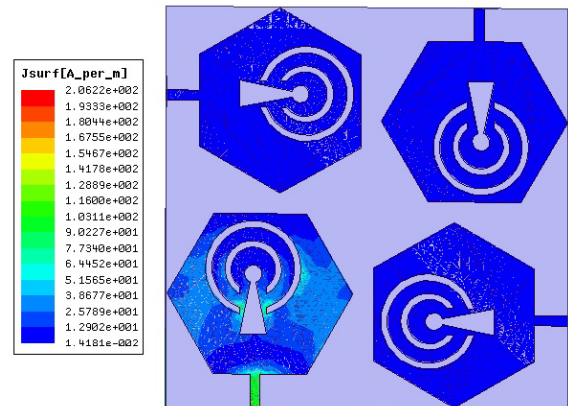 Jsurf[A_per_m]
2.0622e+002
1.9333e+002
1.8044e+002
1.6755e+002
1.5467e+002
1.4178e+002
1.2889e+002
1.1600e+002
1.0311e+002
9.0227e+001
7.7340e+001
6.4452e+001
5.1565e+001
3.8677e+001
2.5789e+001
1.2902e+001
1.4181e-002